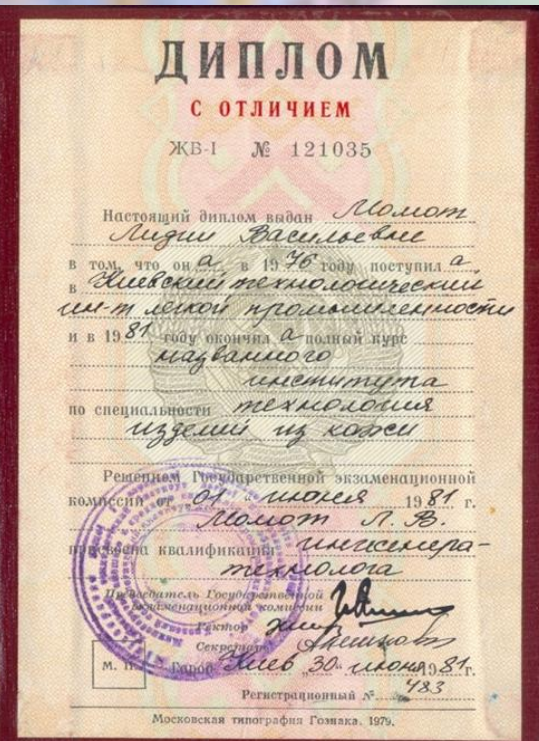 ДИПЛОМ
С ОТЛИЧИЕМ
ЖВ-I № 121035
Настоящий диплом выдан Момот
Лидии Васильевне
в том, что он а в 1976 году поступил а
в Киевский технологический
ин-т легкой промышленности
и в 1981 году окончил а полный курс
названного
института
по специальности технология
изделий из кожи
Решением Государственной экзаменационной
комиссии от 01 " июня 1981 г.
Момот Л. В.
присвоена квалификация инженера-
технолога
Председатель Государственной
экзаменационной комиссии
Ректор
Секретарь
М. П. Город Киев „30" июня 1981 г.
Регистрационный № 483
Московская типография Гознака. 1979.